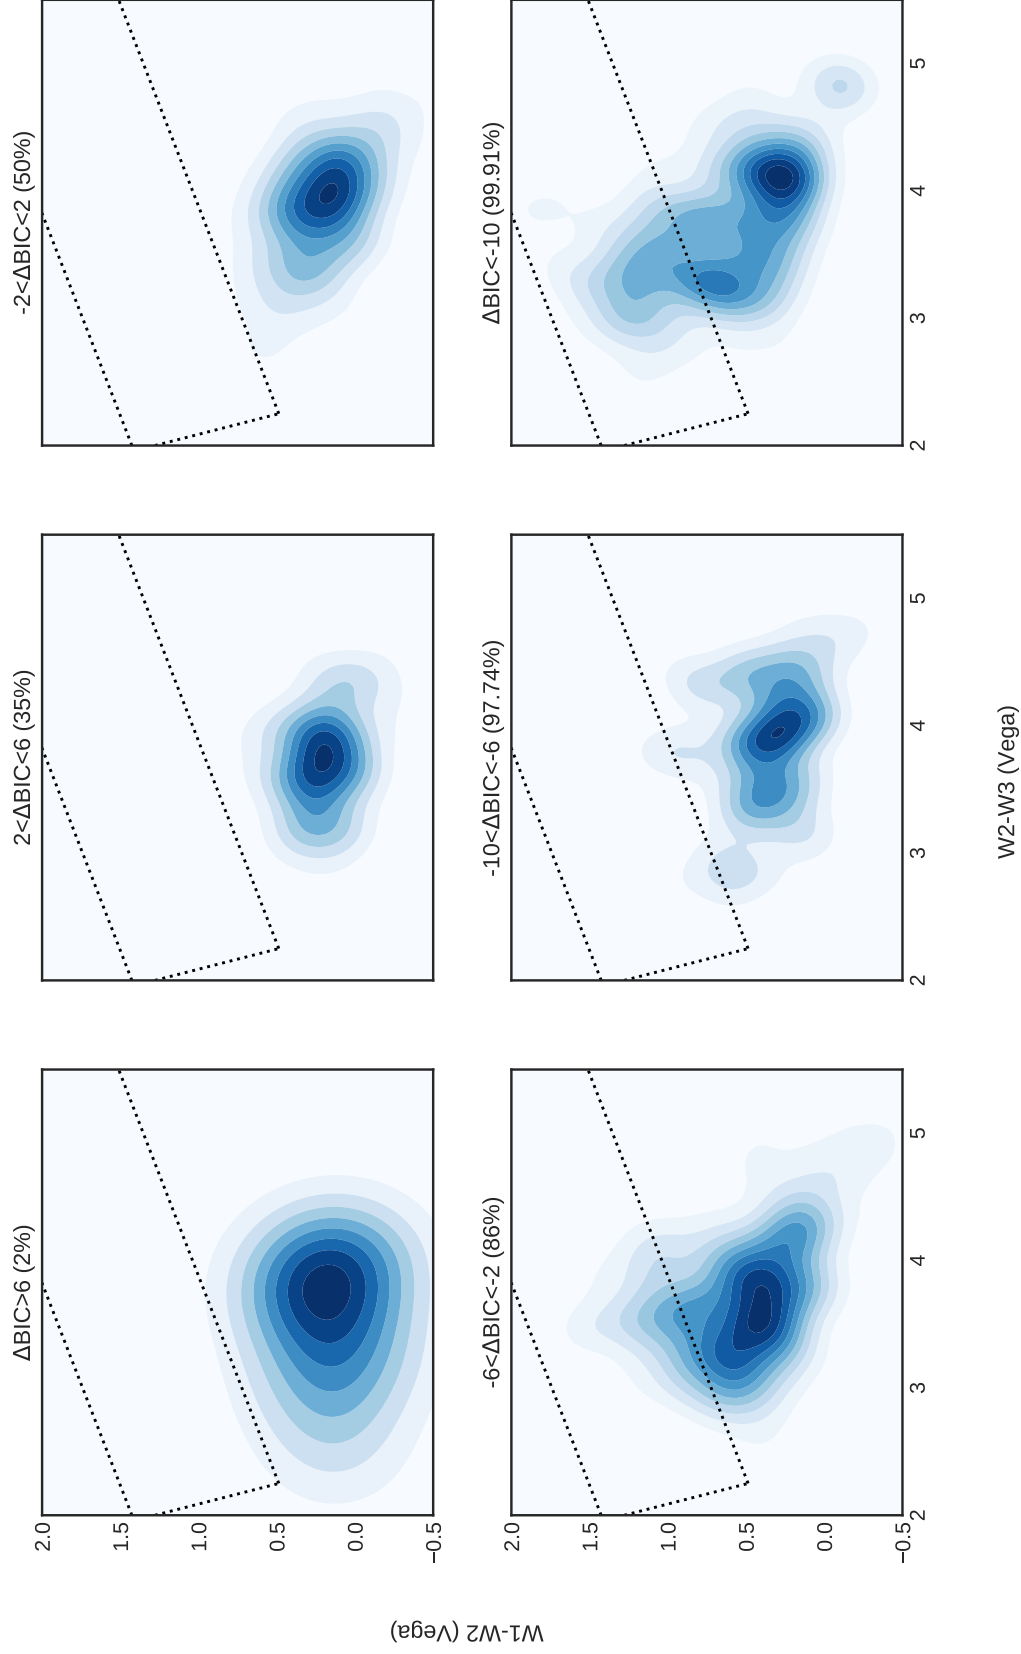 ΔBIC>6 (2%)
2<ΔBIC<6 (35%)
-2<ΔBIC<2 (50%)
2.0
1.5
1.0
0.5
0.0
−0.5
-6<ΔBIC<-2 (86%)
-10<ΔBIC<-6 (97.74%)
ΔBIC<-10 (99.91%)
2.0
1.5
1.0
0.5
0.0
−0.5
2 3 4 5
2 3 4 5
2 3 4 5
W1-W2 (Vega)
W2-W3 (Vega)